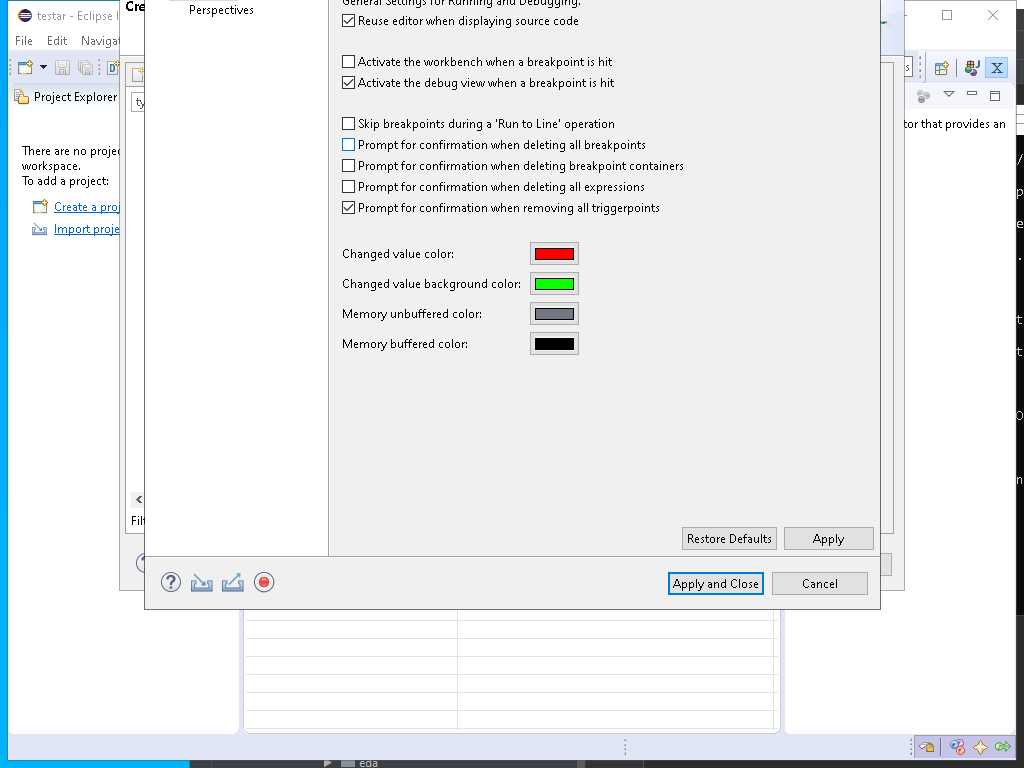 testar - Eclipse I
Cre
Perspectives
General Settings for Running and Debugging.
Reuse editor when displaying source code
File Edit Navigat
Activate the workbench when a breakpoint is hit
Activate the debug view when a breakpoint is hit
Project Explorer
ty
Skip breakpoints during a 'Run to Line' operation
tor that provides an
There are no projec
workspace.
To add a project:
Prompt for confirmation when deleting all breakpoints
Prompt for confirmation when deleting breakpoint containers
Prompt for confirmation when deleting all expressions
Prompt for confirmation when removing all triggerpoints
Create a proj
Import proje
Changed value color:
Changed value background color:
Memory unbuffered color:
Memory buffered color:
Filt
Restore Defaults Apply
Apply and Close Cancel
eda